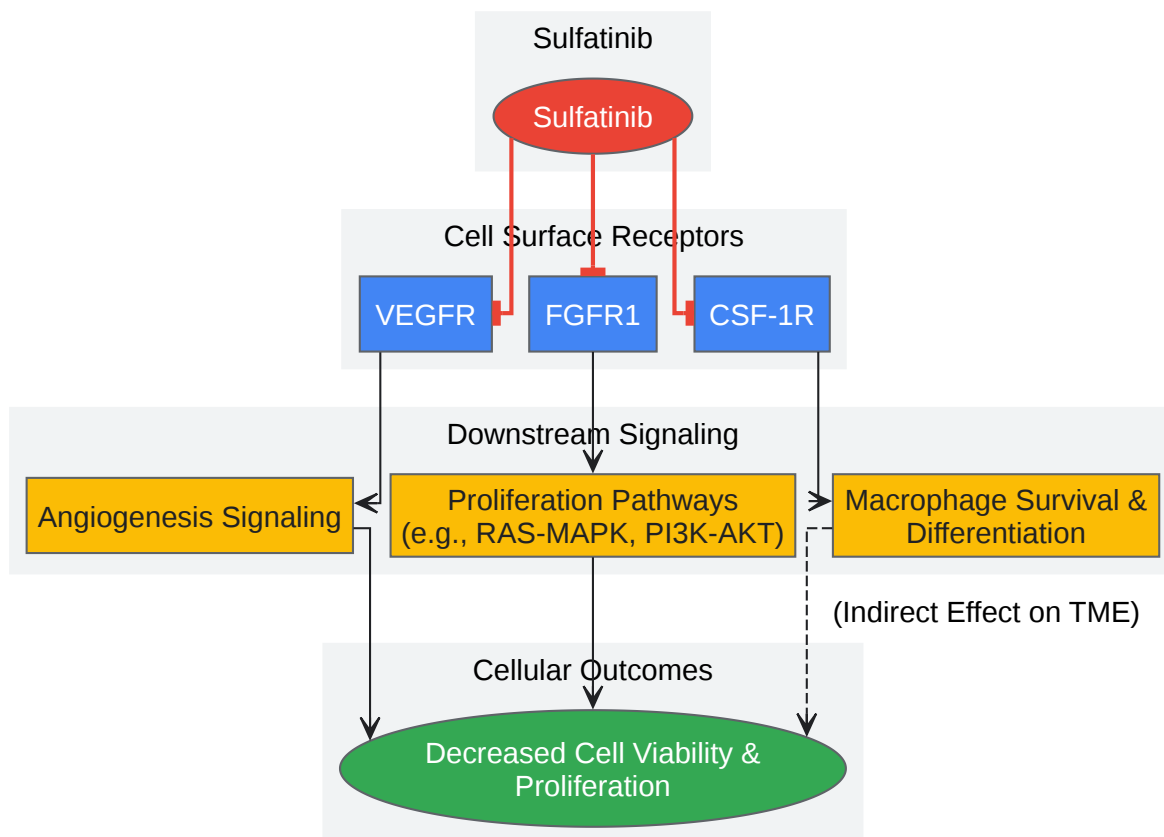 Sulfatinib
Sulfatinib
Cell Surface Receptors
VEGFR
FGFR1
CSF-1R
Downstream Signaling
Angiogenesis Signaling
Proliferation Pathways
(e.g., RAS-MAPK, PI3K-AKT)
Macrophage Survival &
Differentiation
(Indirect Effect on TME)
Cellular Outcomes
Decreased Cell Viability &
Proliferation